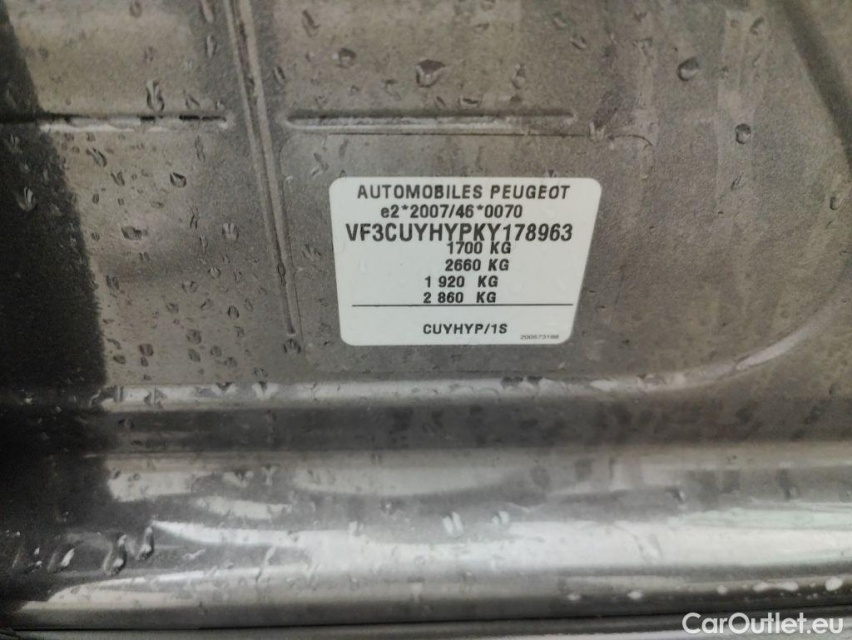 AUTOMOBILES PEUGEOT
e2*2007/46*0070
VF3CUYHYPKY178963
1700 KG
2660 KG
1 920 KG
2 860 KG
CUYHYP/1S
CarOutlet.eu